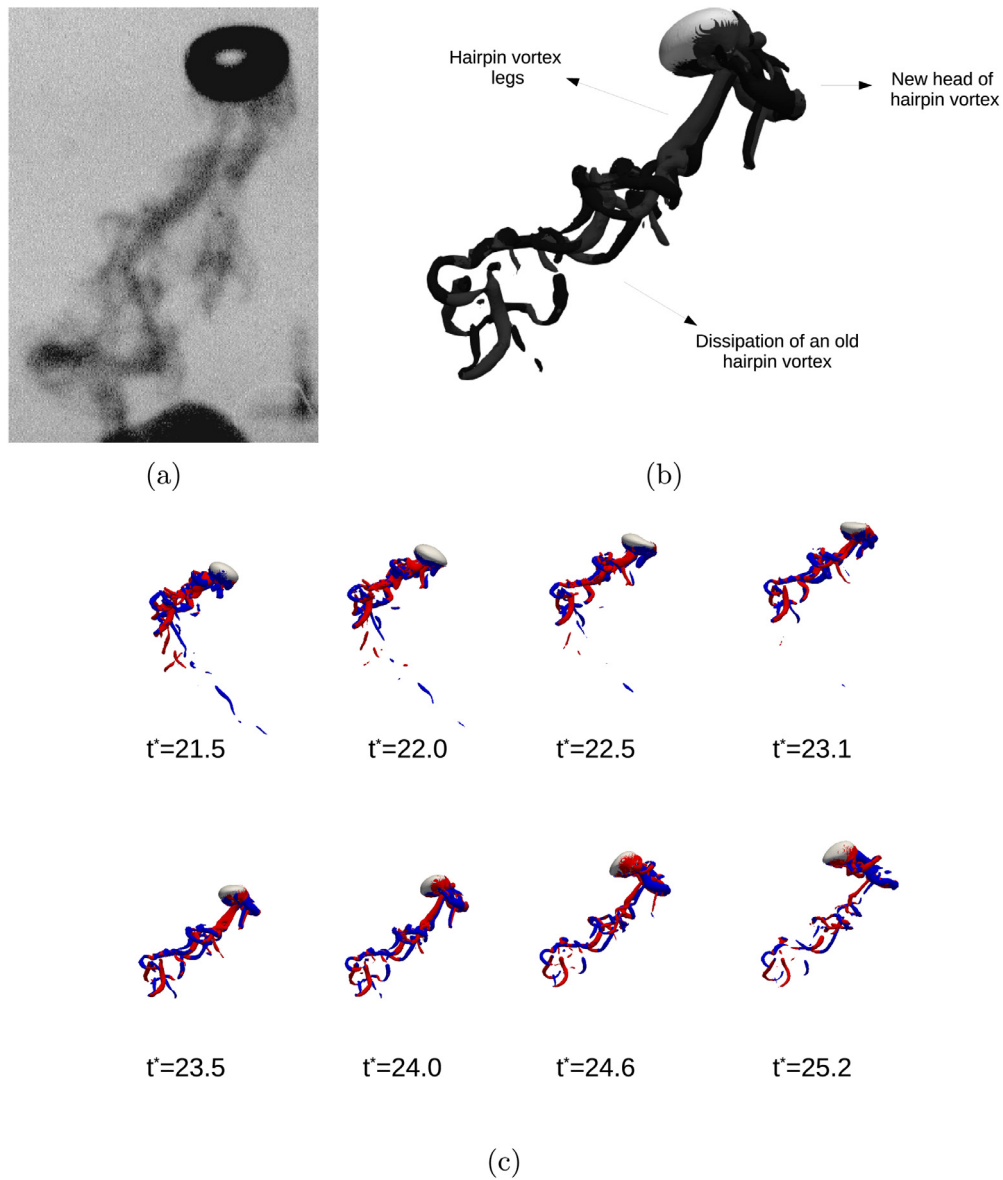 Hairpin vortex
legs
New head of
hairpin vortex
Dissipation of an old
hairpin vortex
(a)
(b)
t*=21.5
t*=22.0
t*=22.5
t*=23.1
t*=23.5
t*=24.0
t*=24.6
t*=25.2
(c)